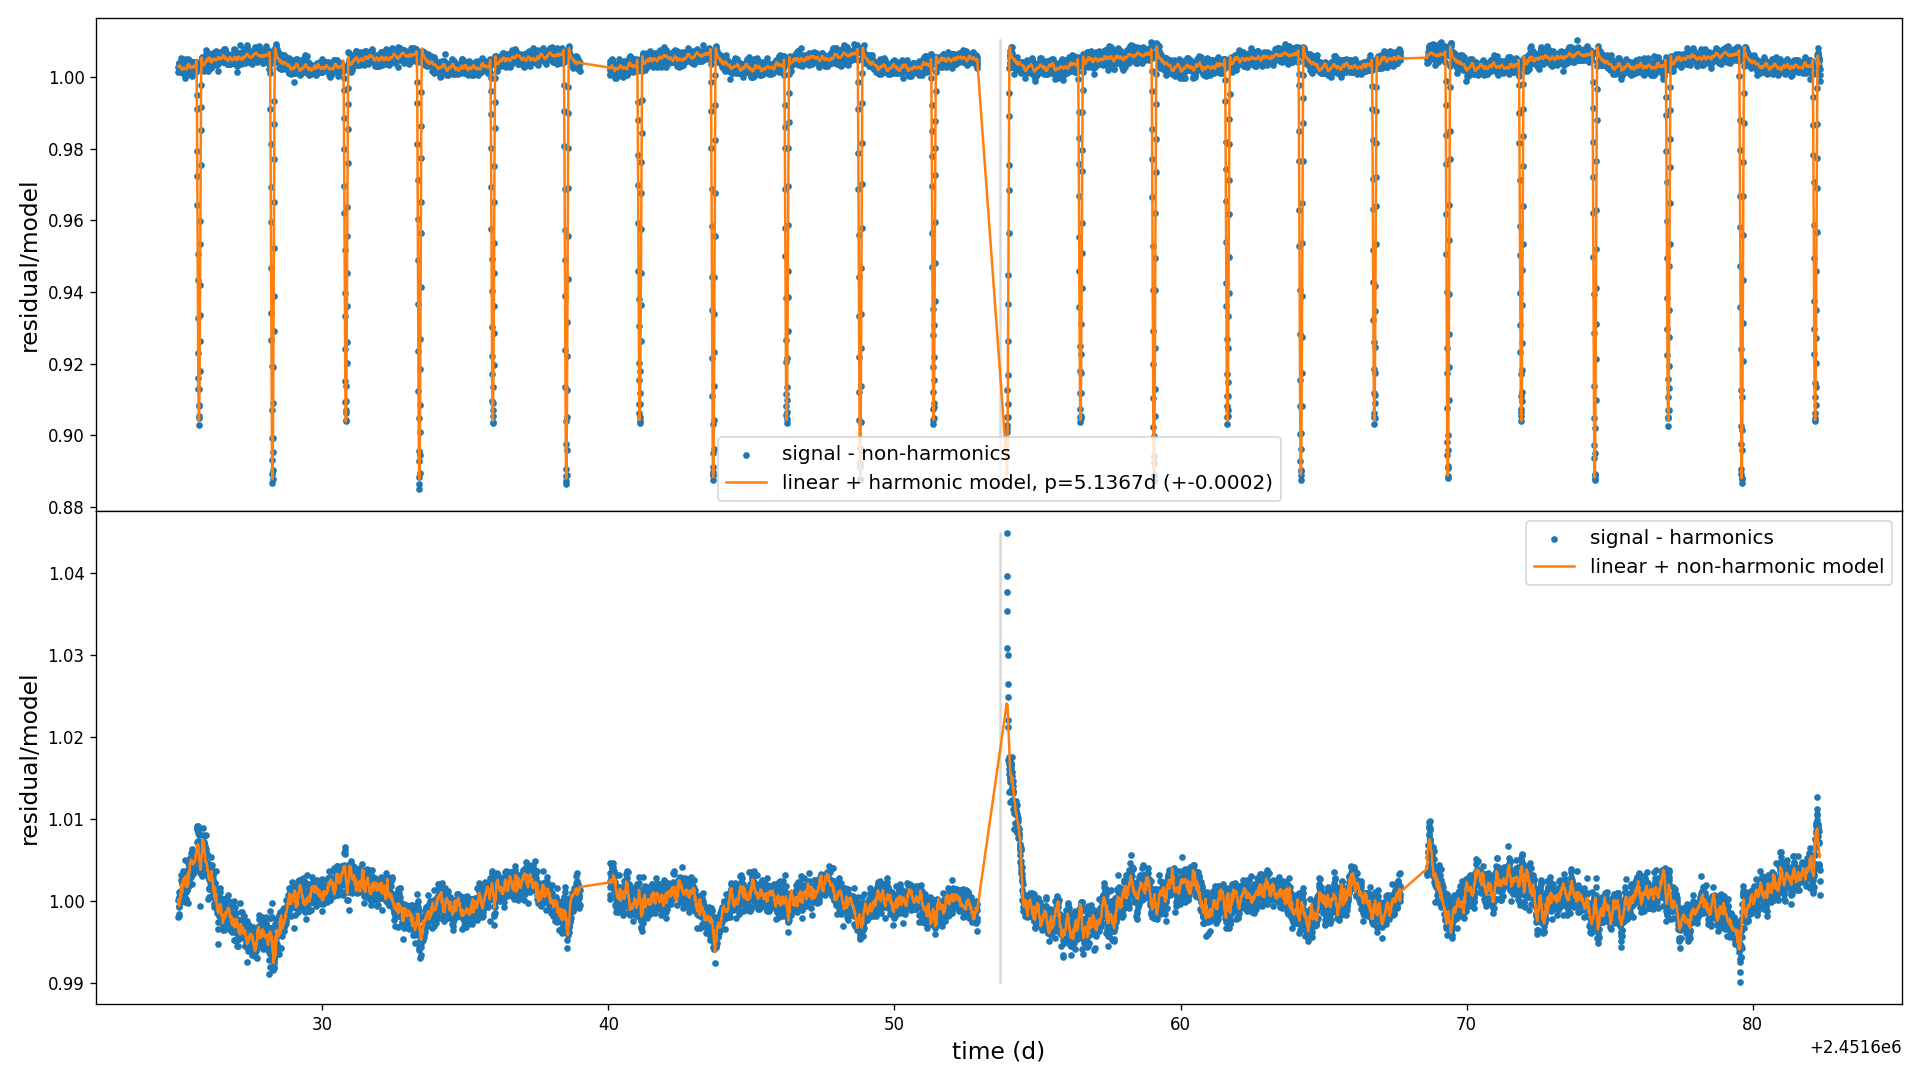 1.00
0.98
0.96
0.94
0.92
0.90
0.88
residual/model
signal - non-harmonics
linear + harmonic model, p=5.1367d (+-0.0002)
signal - harmonics
linear + non-harmonic model
1.04
1.03
1.02
1.01
1.00
0.99
residual/model
30
40
50
60
70
80
time (d)
+2.4516e6